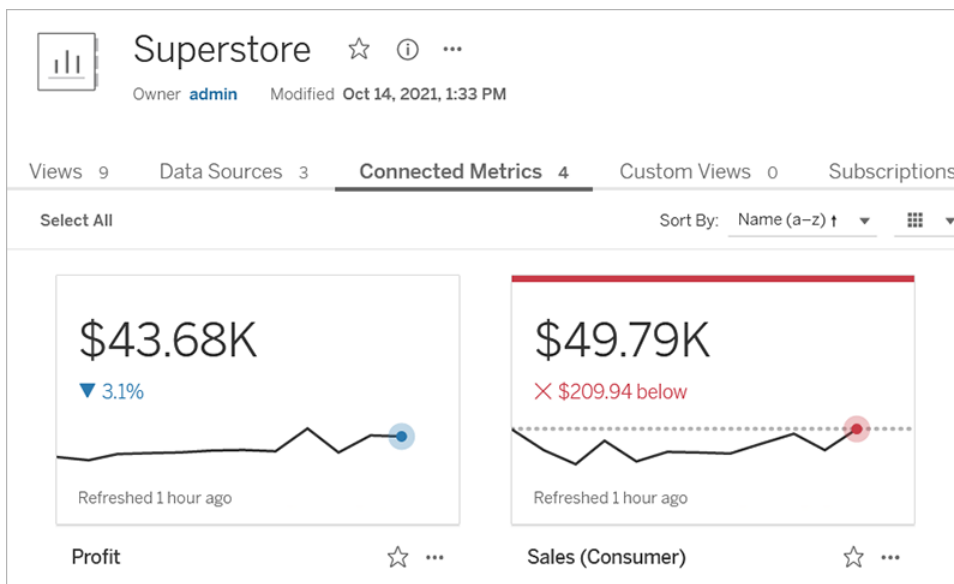 Superstore
Owner admin Modified Oct 14, 2021, 1:33 PM
Views 9 Data Sources 3 Connected Metrics 4 Custom Views 0 Subscriptions
Select All Sort By: Name (a–z) ↑
$43.68K $49.79K
▼ 3.1% × $209.94 below
Refreshed 1 hour ago Refreshed 1 hour ago
Profit Sales (Consumer)